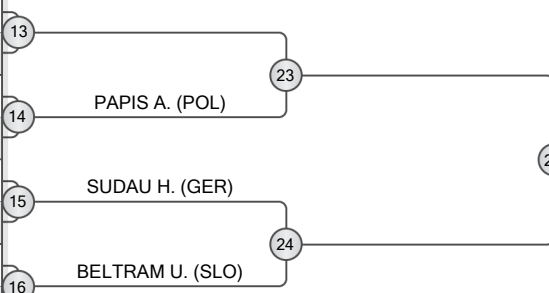 13
23
PAPIS A. (POL)
14
SUDAU H. (GER)
15
24
BELTRAM U. (SLO)
16